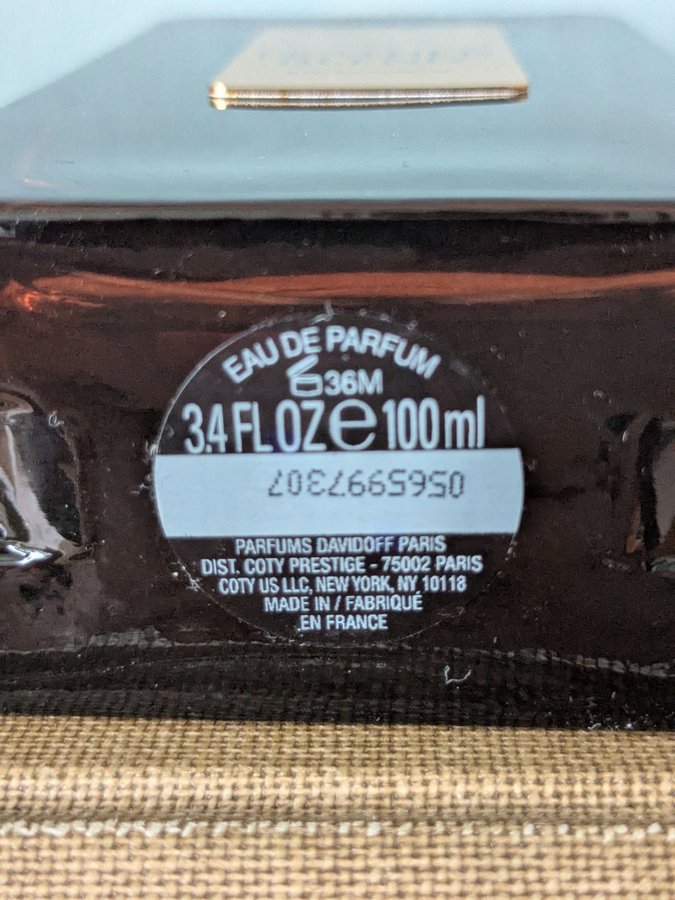 EAU DE PARFUM
36M
3.4 FL OZ e 100 ml
0565997307
PARFUMS DAVIDOFF PARIS
DIST. COTY PRESTIGE - 75002 PARIS
COTY US LLC, NEW YORK, NY 10118
MADE IN / FABRIQUÉ
EN FRANCE